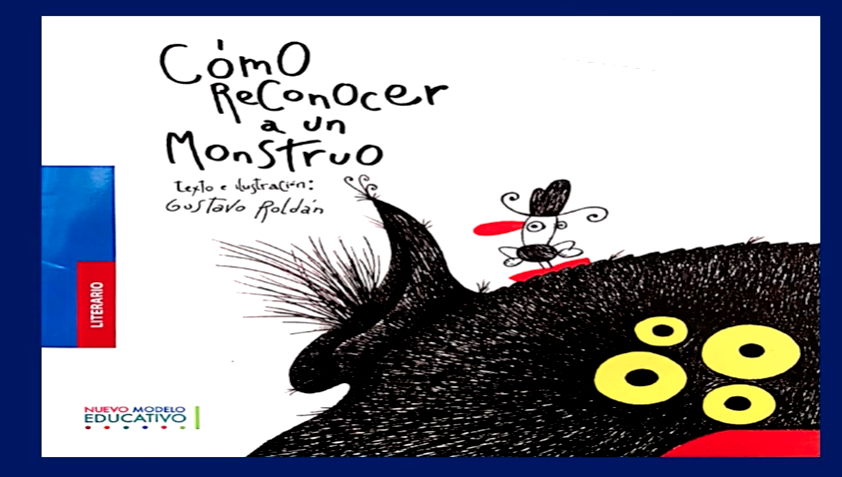 Cómo
Reconocer
a un
Monstruo
texto e ilustración:
Gustavo Roldán
LITERARIO
NUEVO MODELO
EDUCATIVO